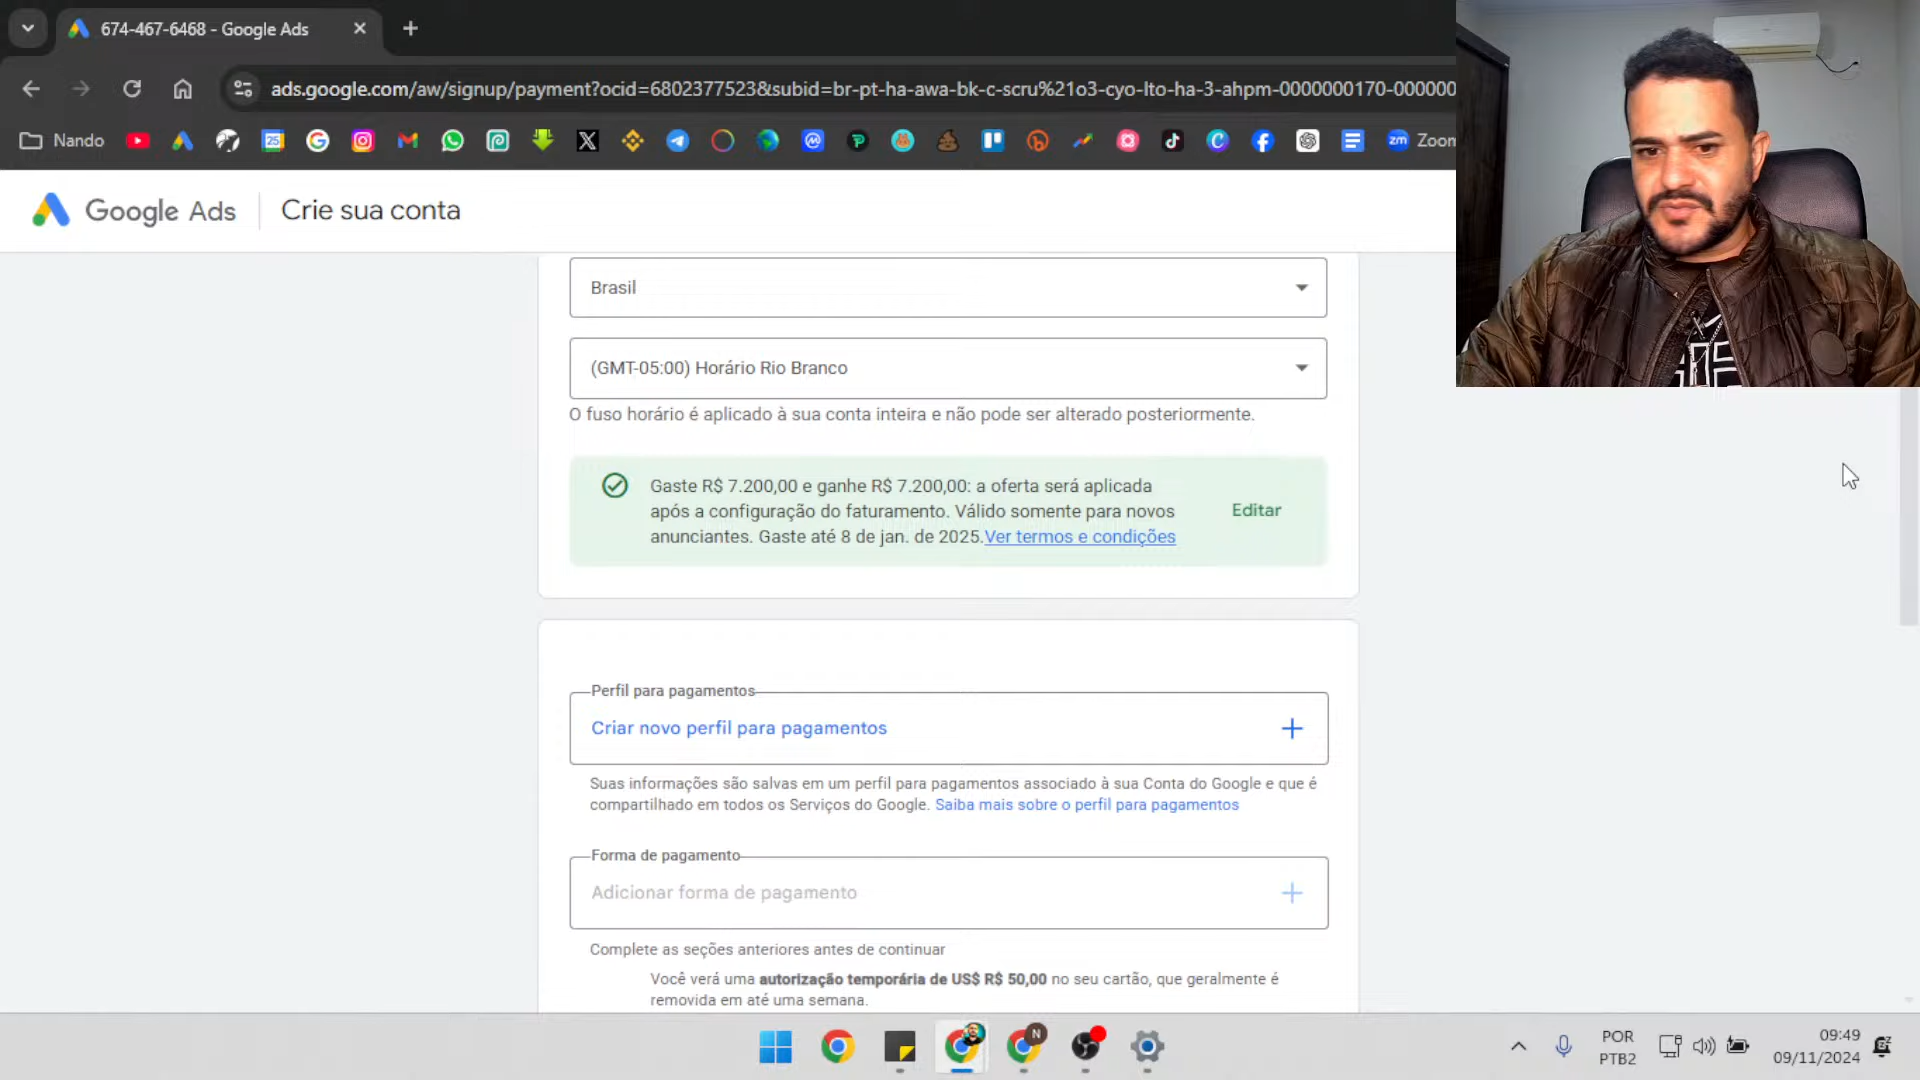 674-467-6468 - Google Ads
ads.google.com/aw/signup/payment?ocid=6802377523&subid=br-pt-ha-awa-bk-c-scru%21o3-cyo-lto-ha-3-ahpm-0000000170-000000
Nando
Zoom
Google Ads
Crie sua conta
Brasil
(GMT-05:00) Horário Rio Branco
O fuso horário é aplicado à sua conta inteira e não pode ser alterado posteriormente.
Gaste R$ 7.200,00 e ganhe R$ 7.200,00: a oferta será aplicada
após a configuração do faturamento. Válido somente para novos
anunciantes. Gaste até 8 de jan. de 2025.Ver termos e condições
Editar
Perfil para pagamentos
Criar novo perfil para pagamentos
Suas informações são salvas em um perfil para pagamentos associado à sua Conta do Google e que é
compartilhado em todos os Serviços do Google. Saiba mais sobre o perfil para pagamentos
Forma de pagamento
Adicionar forma de pagamento
Complete as seções anteriores antes de continuar
Você verá uma autorização temporária de US$ R$ 50,00 no seu cartão, que geralmente é
removida em até uma semana.
POR
PTB2
09:49
09/11/2024